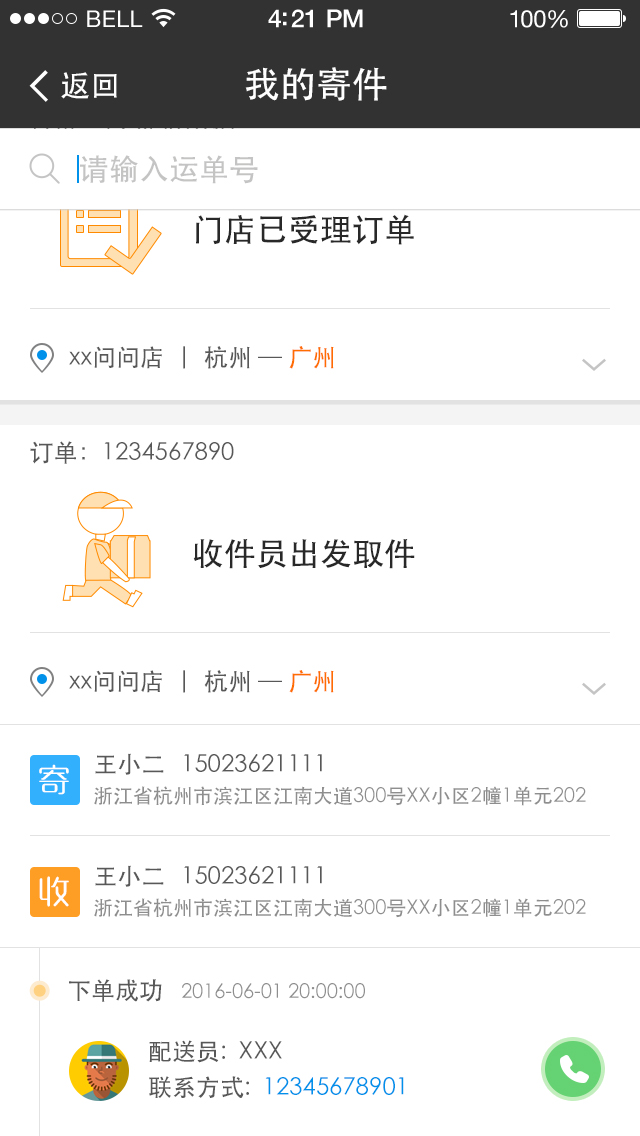 BELL 4:21 PM 100%
返回 我的寄件
请输入运单号
门店已受理订单
xx问问店 | 杭州 — 广州
订单：1234567890
收件员出发取件
xx问问店 | 杭州 — 广州
寄 王小二 15023621111
浙江省杭州市滨江区江南大道300号XX小区2幢1单元202
收 王小二 15023621111
浙江省杭州市滨江区江南大道300号XX小区2幢1单元202
下单成功 2016-06-01 20:00:00
配送员：XXX
联系方式：12345678901